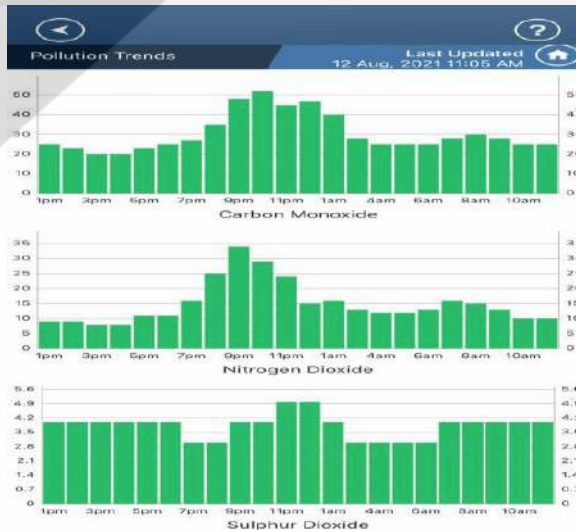 ?
Pollution Trends
Last Updated
12 Aug, 2021 11:05 AM
50
40
30
20
10
0
1pm 3pm 5pm 7pm 9pm 11pm 1am 4am 6am 8am 10am
Carbon Monoxide
35
30
25
20
15
10
5
0
1pm 3pm 5pm 7pm 9pm 11pm 1am 4am 6am 8am 10am
Nitrogen Dioxide
5.6
4.9
4.2
3.5
2.8
2.1
1.4
0.7
0
1pm 3pm 5pm 7pm 9pm 11pm 1am 4am 6am 8am 10am
Sulphur Dioxide